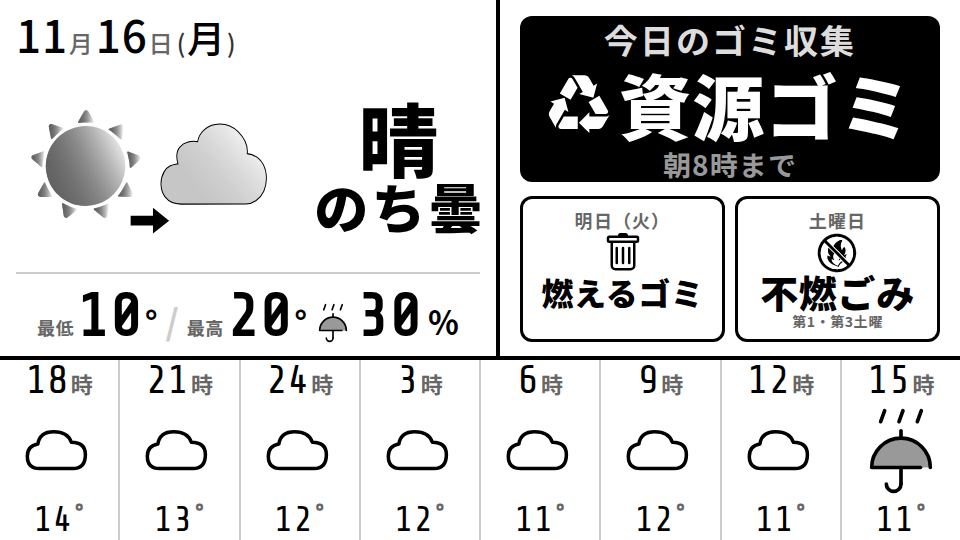 11月16日(月)
晴
のち曇
最低 10° / 最高 20° 30%
今日のゴミ収集
♻資源ゴミ
朝8時まで
明日（火）
燃えるゴミ
土曜日
不燃ごみ
第1・第3土曜
18時 21時 24時 3時 6時 9時 12時 15時
14° 13° 12° 12° 11° 12° 11° 11°